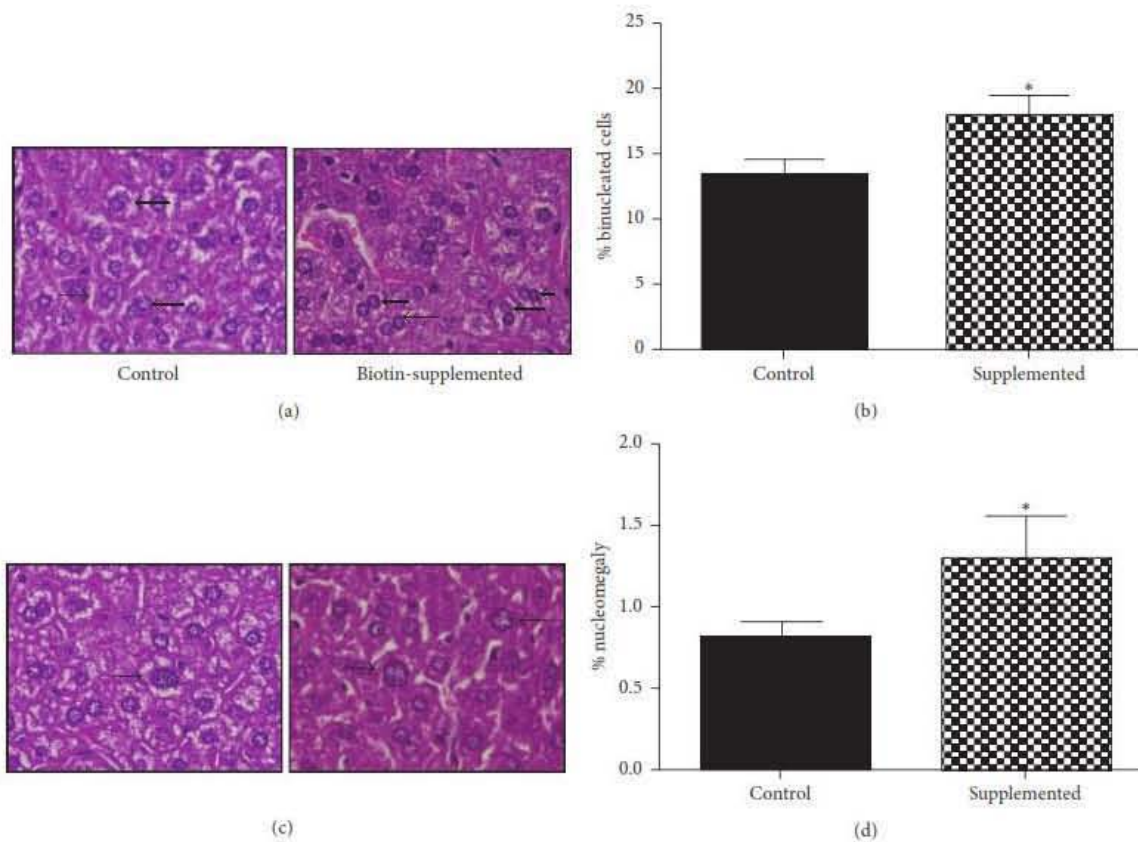 Control
Biotin-supplemented
(a)
% binucleated cells
25
20
15
10
5
0
*
Control
Supplemented
(b)
(c)
% nucleomegaly
2.0
1.5
1.0
0.5
0.0
*
Control
Supplemented
(d)